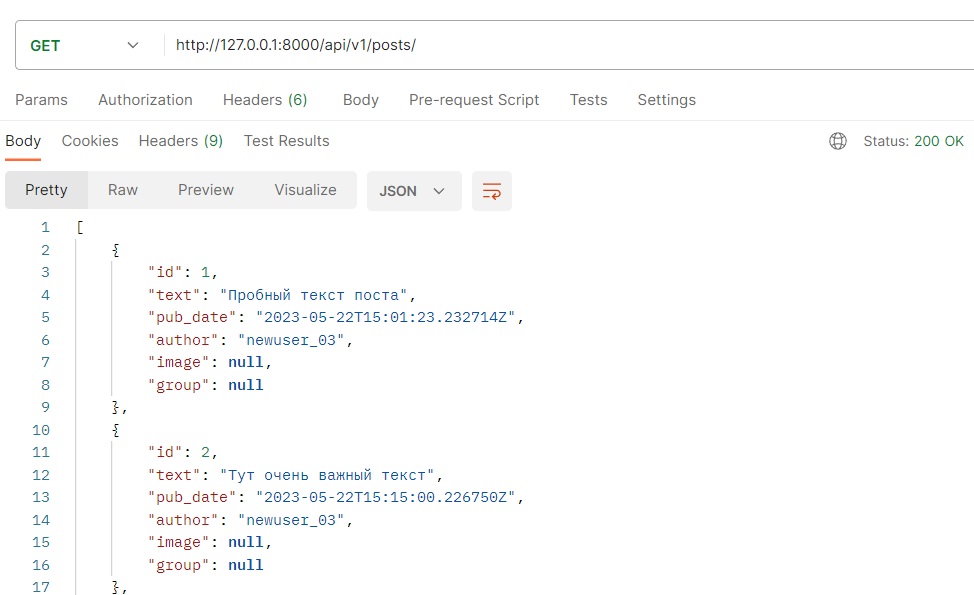 GET http://127.0.0.1:8000/api/v1/posts/
Params Authorization Headers (6) Body Pre-request Script Tests Settings
Body Cookies Headers (9) Test Results Status: 200 OK
Pretty Raw Preview Visualize JSON
1 [
2 {
3 "id": 1,
4 "text": "Пробный текст поста",
5 "pub_date": "2023-05-22T15:01:23.232714Z",
6 "author": "newuser_03",
7 "image": null,
8 "group": null
9 },
10 {
11 "id": 2,
12 "text": "Тут очень важный текст",
13 "pub_date": "2023-05-22T15:15:00.226750Z",
14 "author": "newuser_03",
15 "image": null,
16 "group": null
17 },